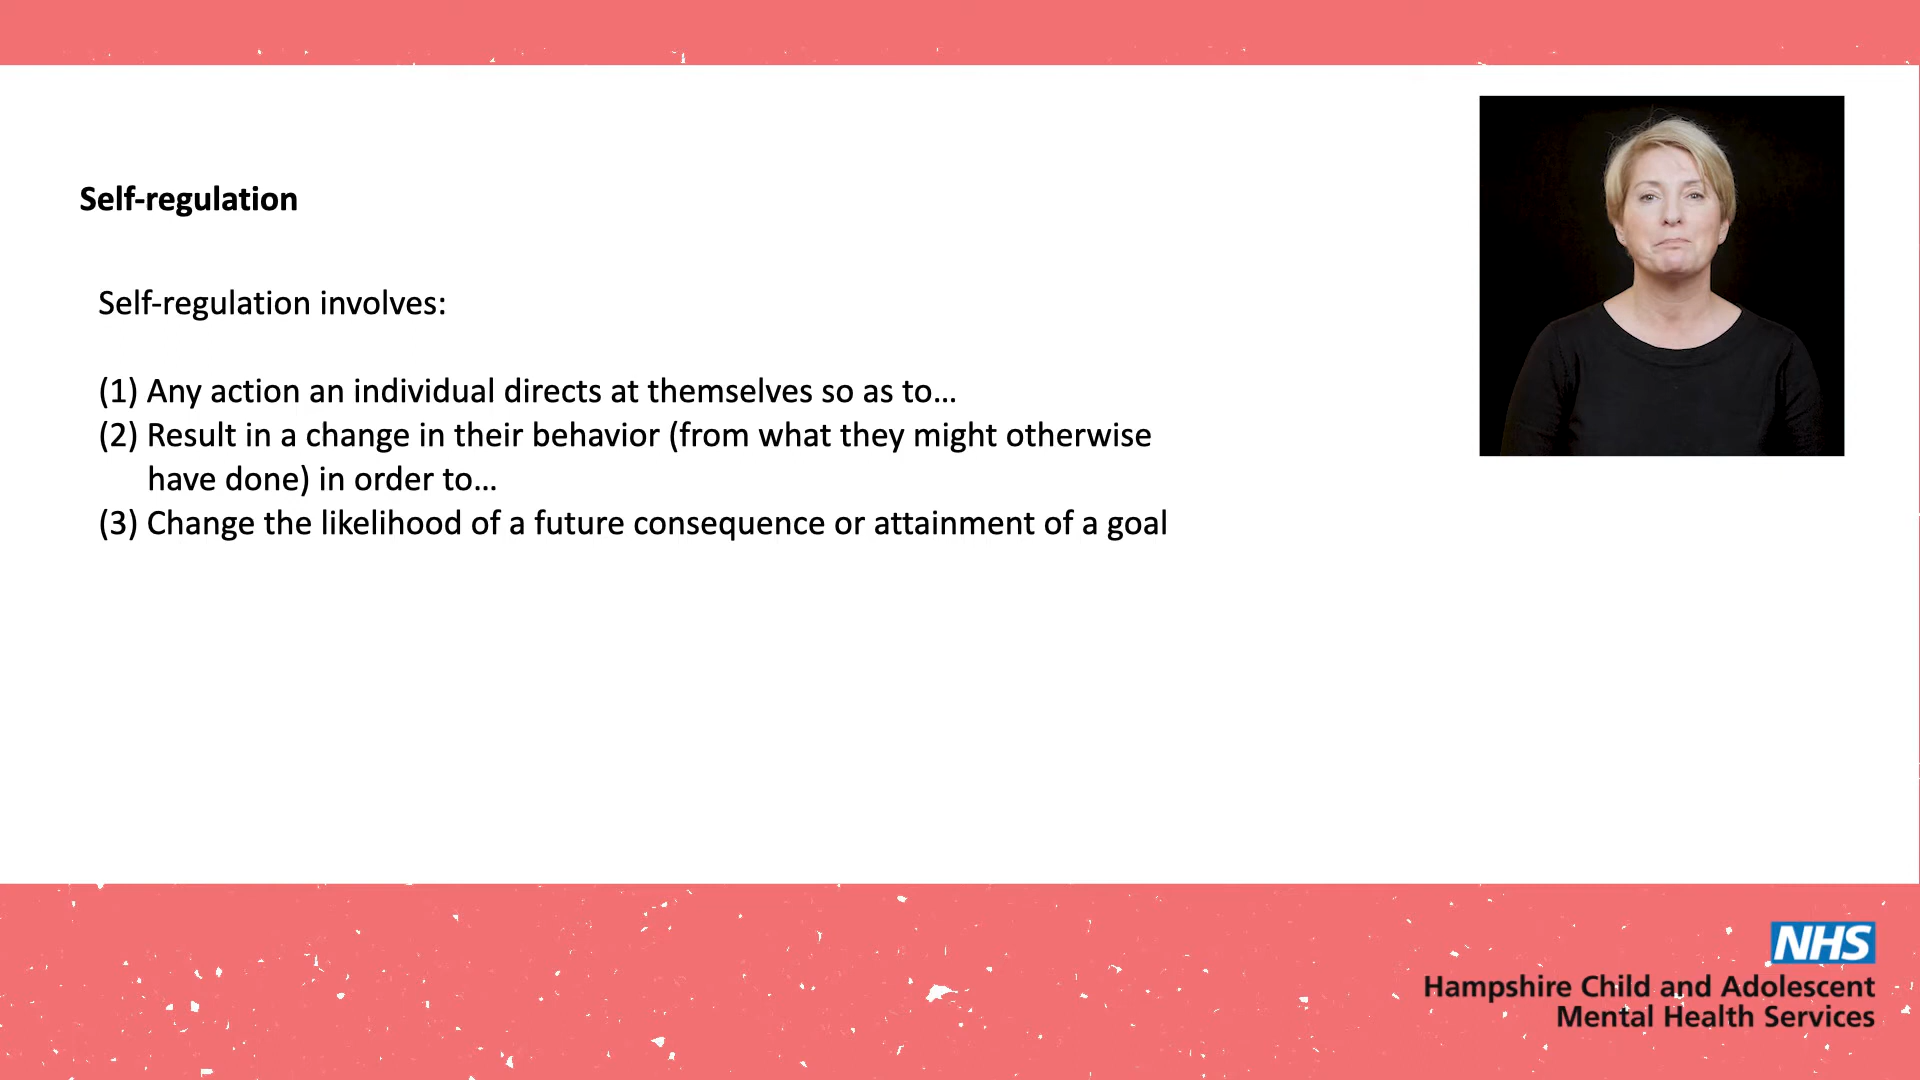 Self-regulation
Self-regulation involves:
(1) Any action an individual directs at themselves so as to…
(2) Result in a change in their behavior (from what they might otherwise
have done) in order to…
(3) Change the likelihood of a future consequence or attainment of a goal
NHS
Hampshire Child and Adolescent
Mental Health Services